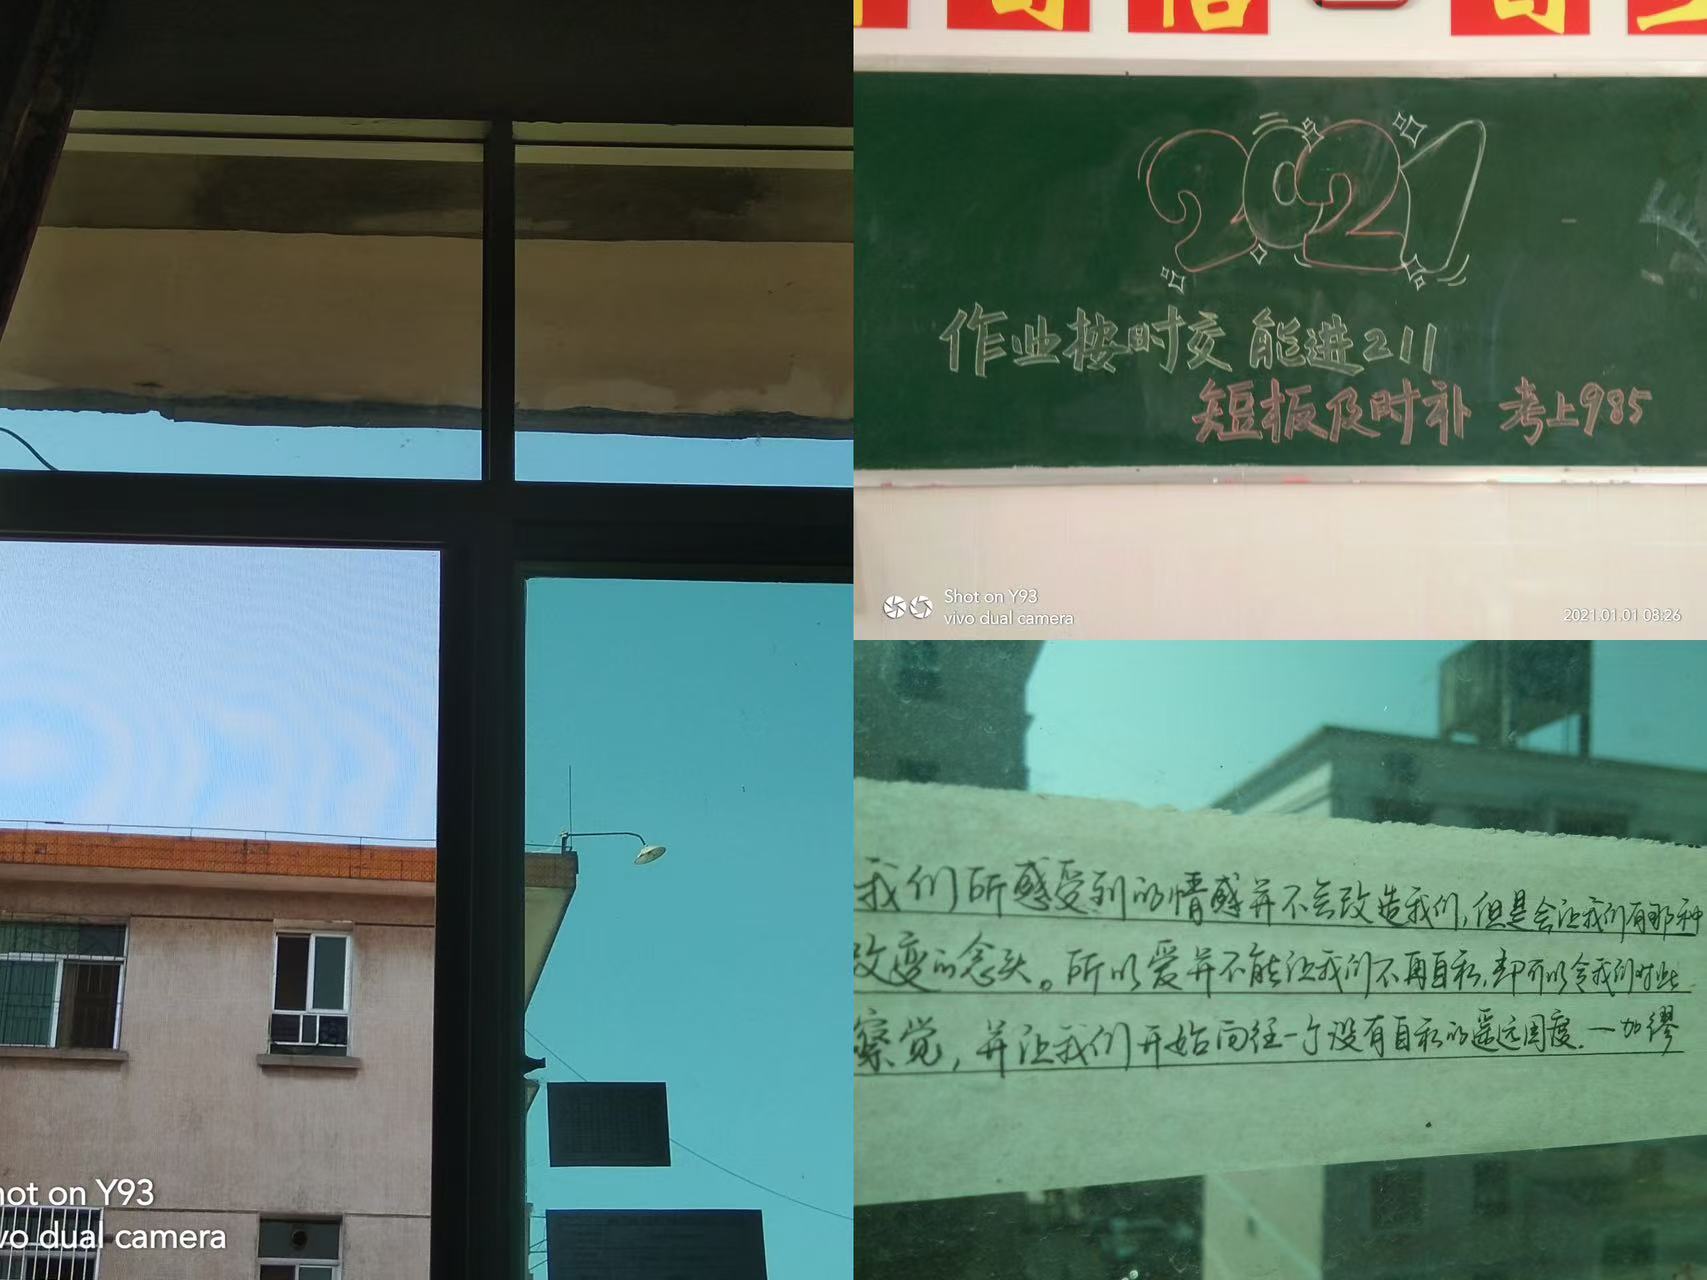 2021
作业按时交 能进211
短板及时补 考上985
Shot on Y93
vivo dual camera
2021.01.01 08:26
我们所感受到的情感并不会改造我们,但是会让我们有那种
改变的念头。所以爱并不能让我们不再自私,却可以令我们对此
察觉,并让我们开始向往一个没有自私的遥远国度.一加缪
hot on Y93
vo dual camera